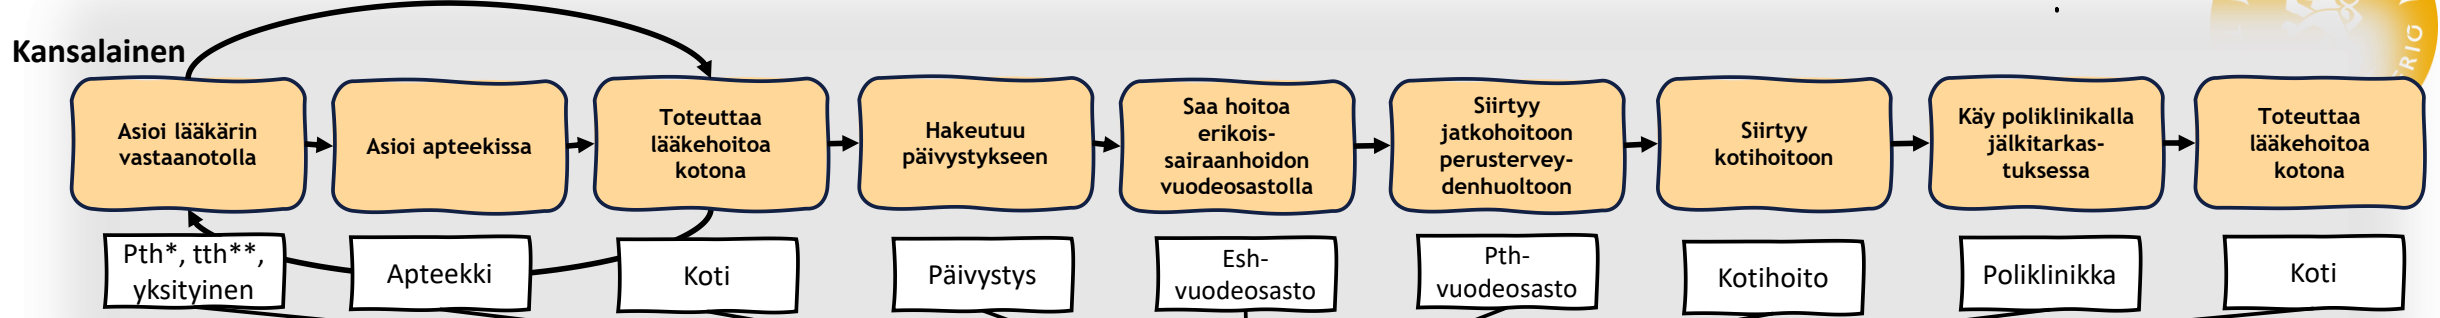 Kansalainen
Asioi lääkärin
vastaanotolla
Asioi apteekissa
Toteuttaa
lääkehoitoa
kotona
Hakeutuu
päivystykseen
Saa hoitoa
erikois-
sairaanhoidon
vuodeosastolla
Siirtyy
jatkohoitoon
perustervey-
denhuoltoon
Siirtyy
kotihoitoon
Käy poliklinikalla
jälkitarkas-
tuksessa
Toteuttaa
lääkehoitoa
kotona
Pth*, tth**,
yksityinen
Apteekki
Koti
Päivystys
Esh-
vuodeosasto
Pth-
vuodeosasto
Kotihoito
Poliklinikka
Koti